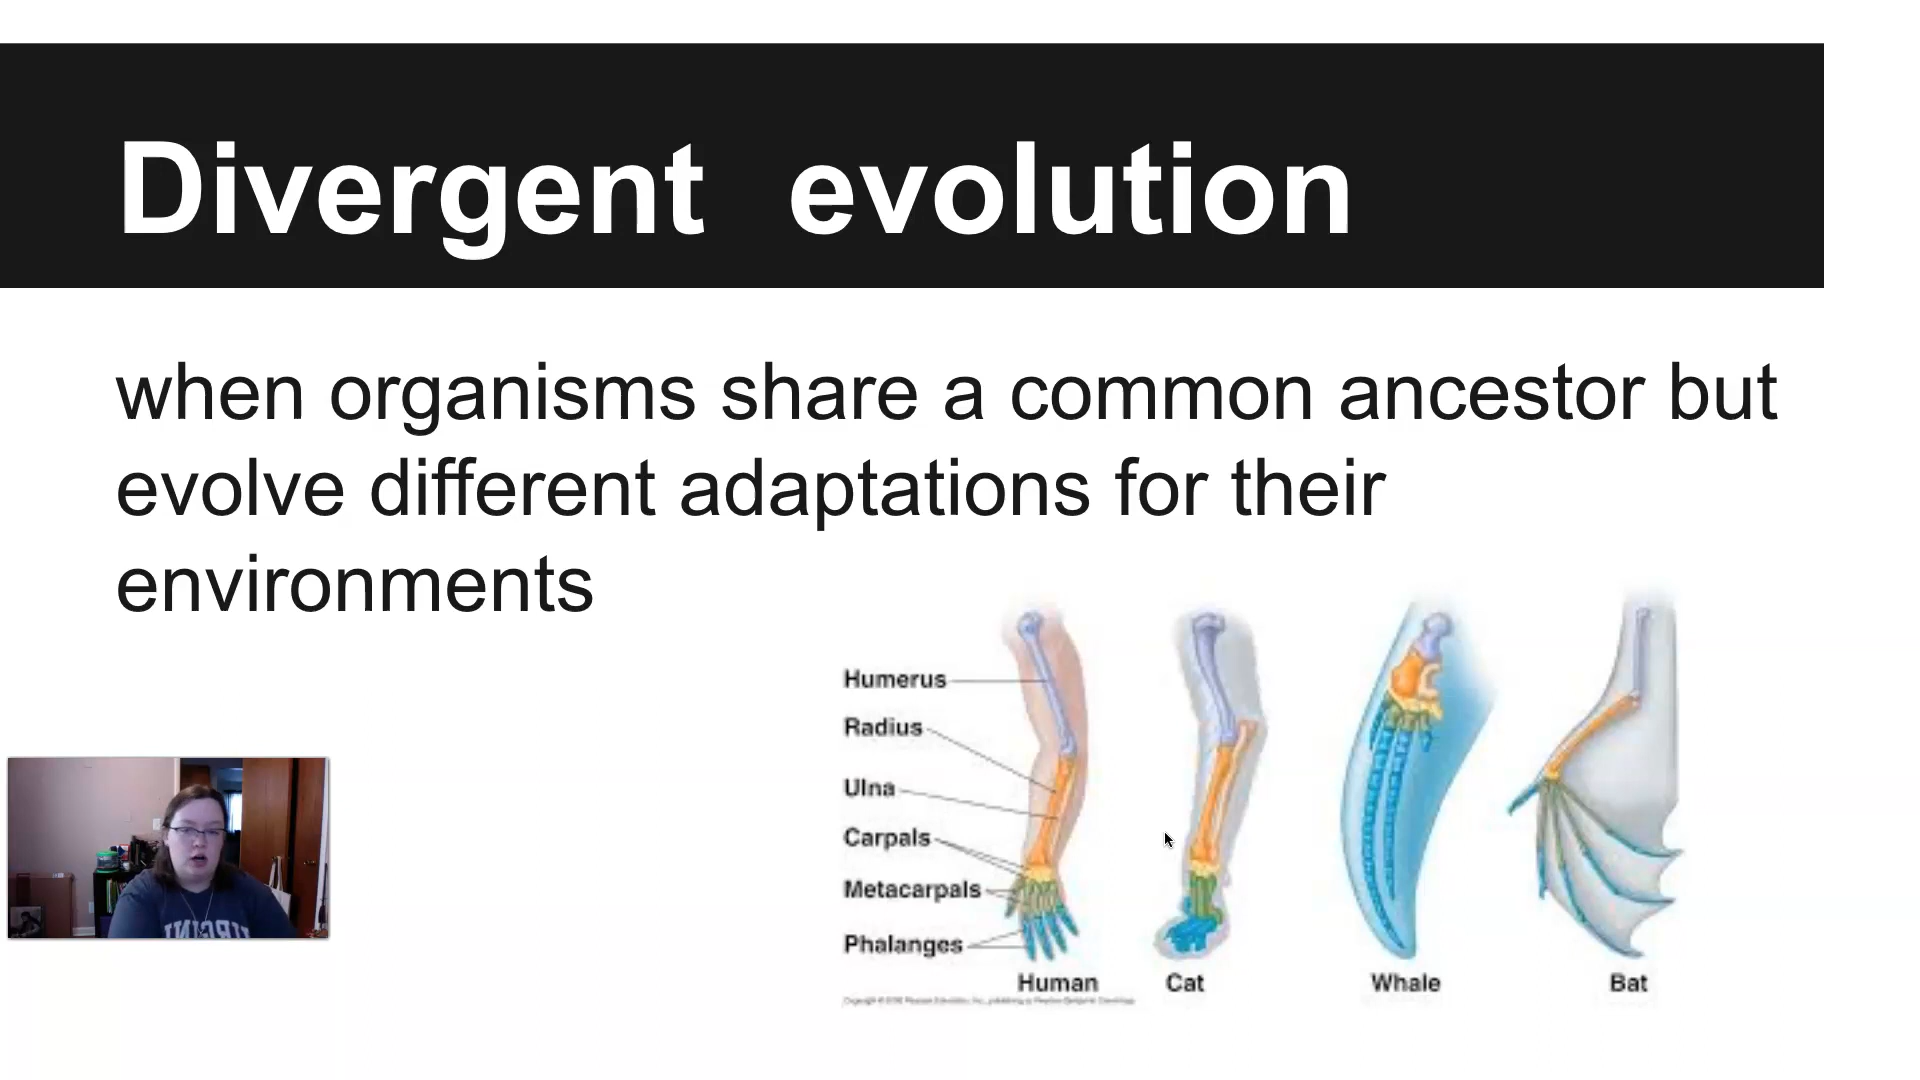 Divergent evolution
when organisms share a common ancestor but
evolve different adaptations for their
environments
Humerus
Radius
Ulna
Carpals
Metacarpals
Phalanges
Human Cat Whale Bat